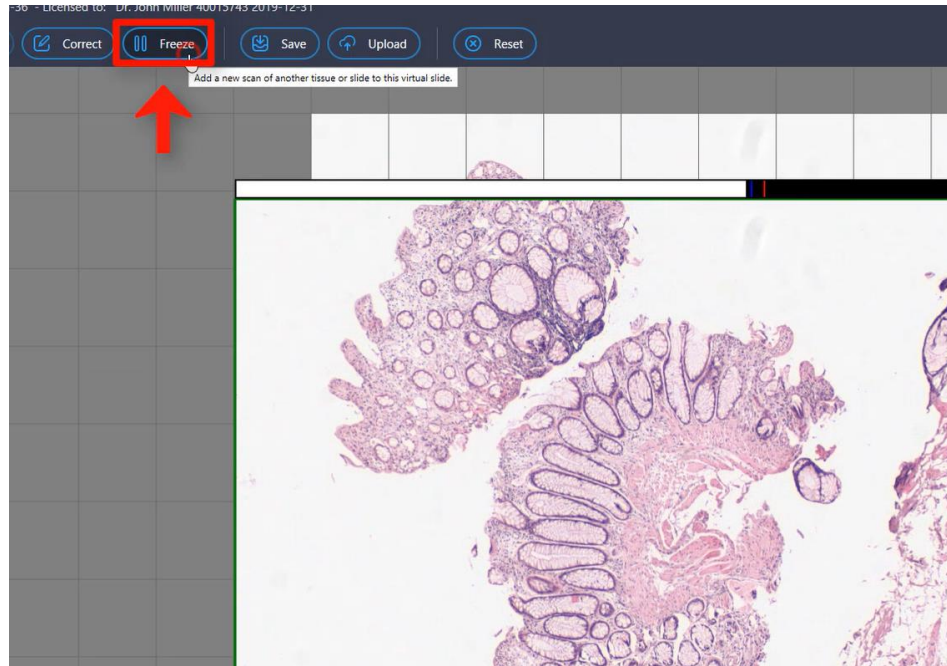 -36 - Licensed to: Dr. John Miller 40015743 2019-12-31
Correct Freeze Save Upload Reset
Add a new scan of another tissue or slide to this virtual slide.